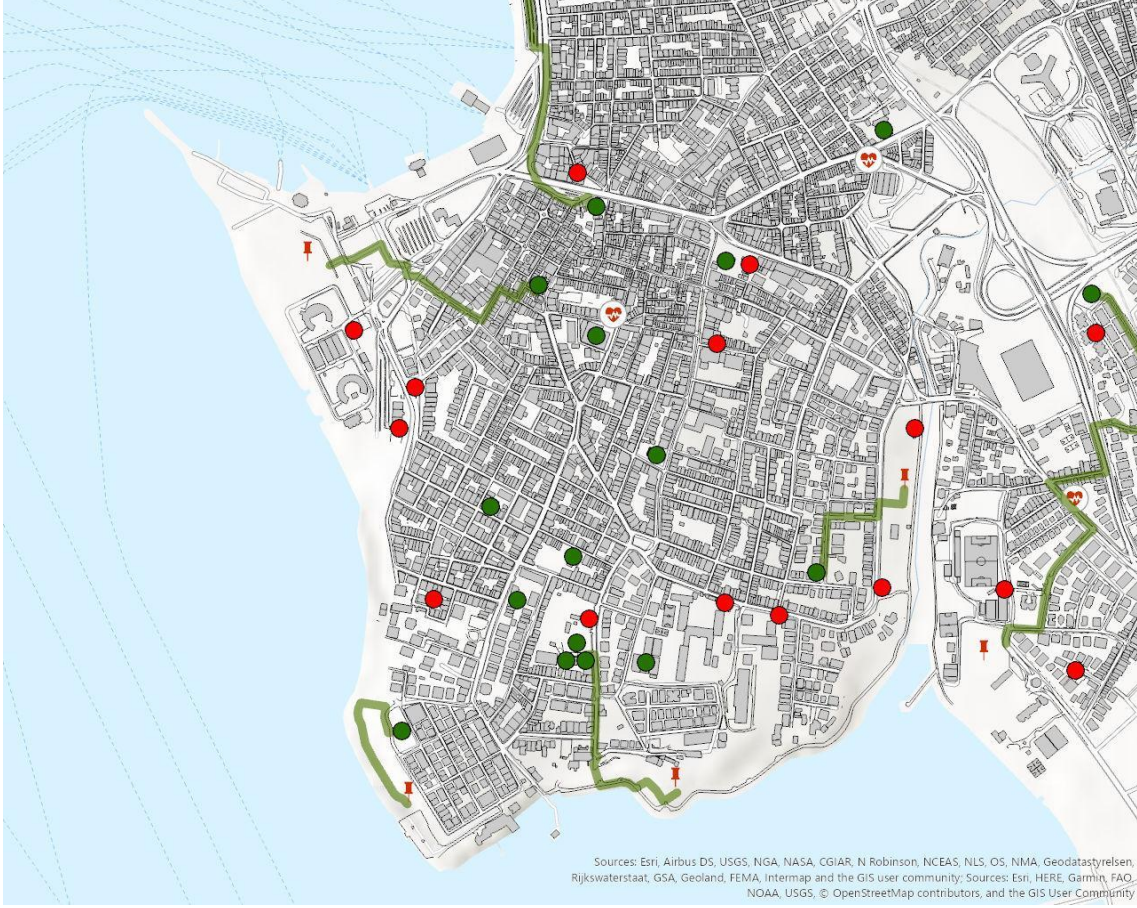 Sources: Esri, Airbus DS, USGS, NGA, NASA, CGIAR, N Robinson, NCEAS, NLS, OS, NMA, Geodatastyrelsen,
Rijkswaterstaat, GSA, Geoland, FEMA, Intermap and the GIS user community; Sources: Esri, HERE, Garmin, FAO,
NOAA, USGS, © OpenStreetMap contributors, and the GIS User Community